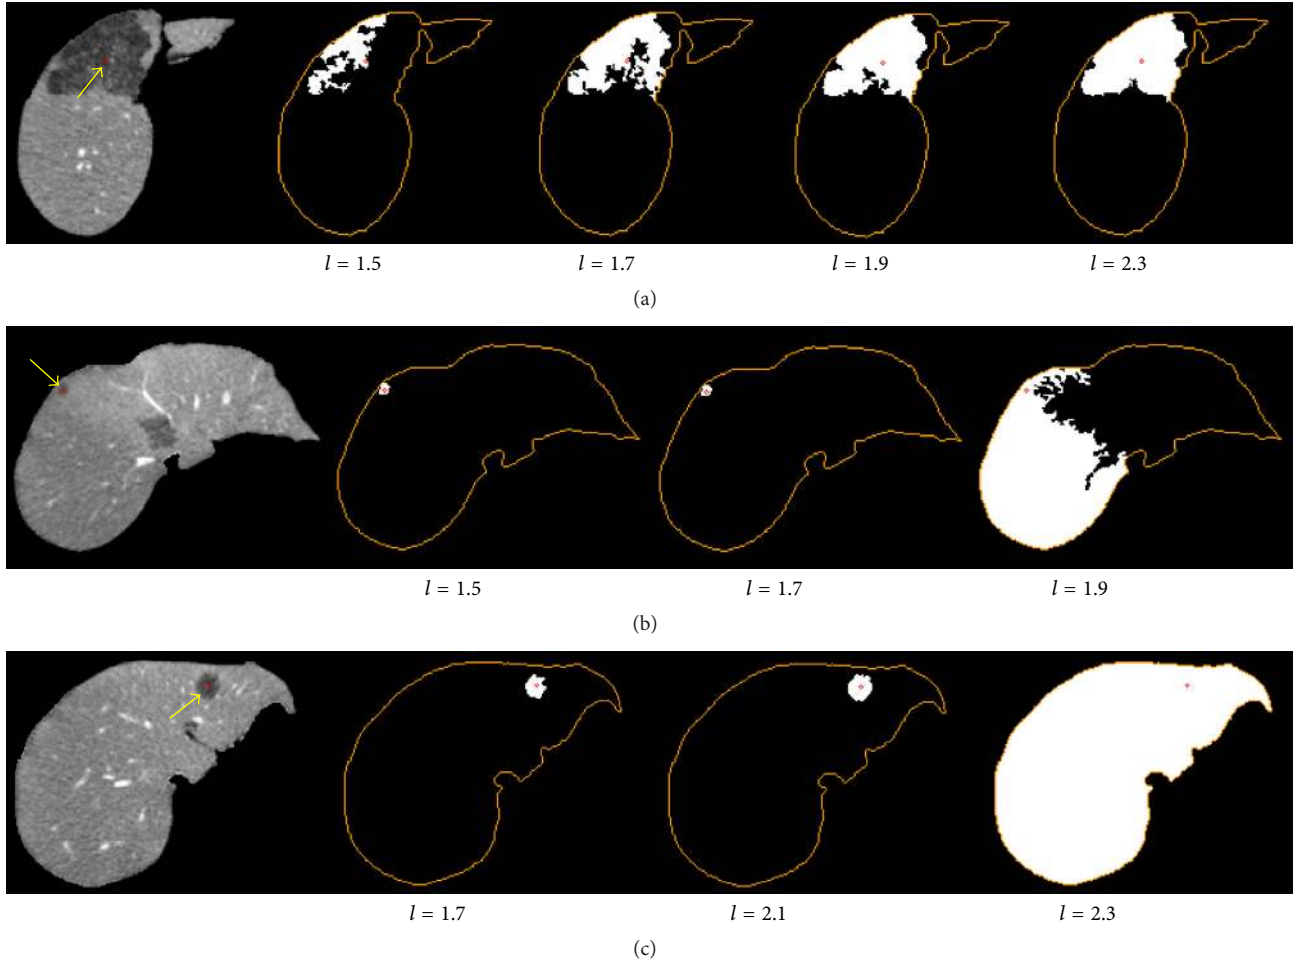 l = 1.5 l = 1.7 l = 1.9 l = 2.3
(a)
l = 1.5 l = 1.7 l = 1.9
(b)
l = 1.7 l = 2.1 l = 2.3
(c)